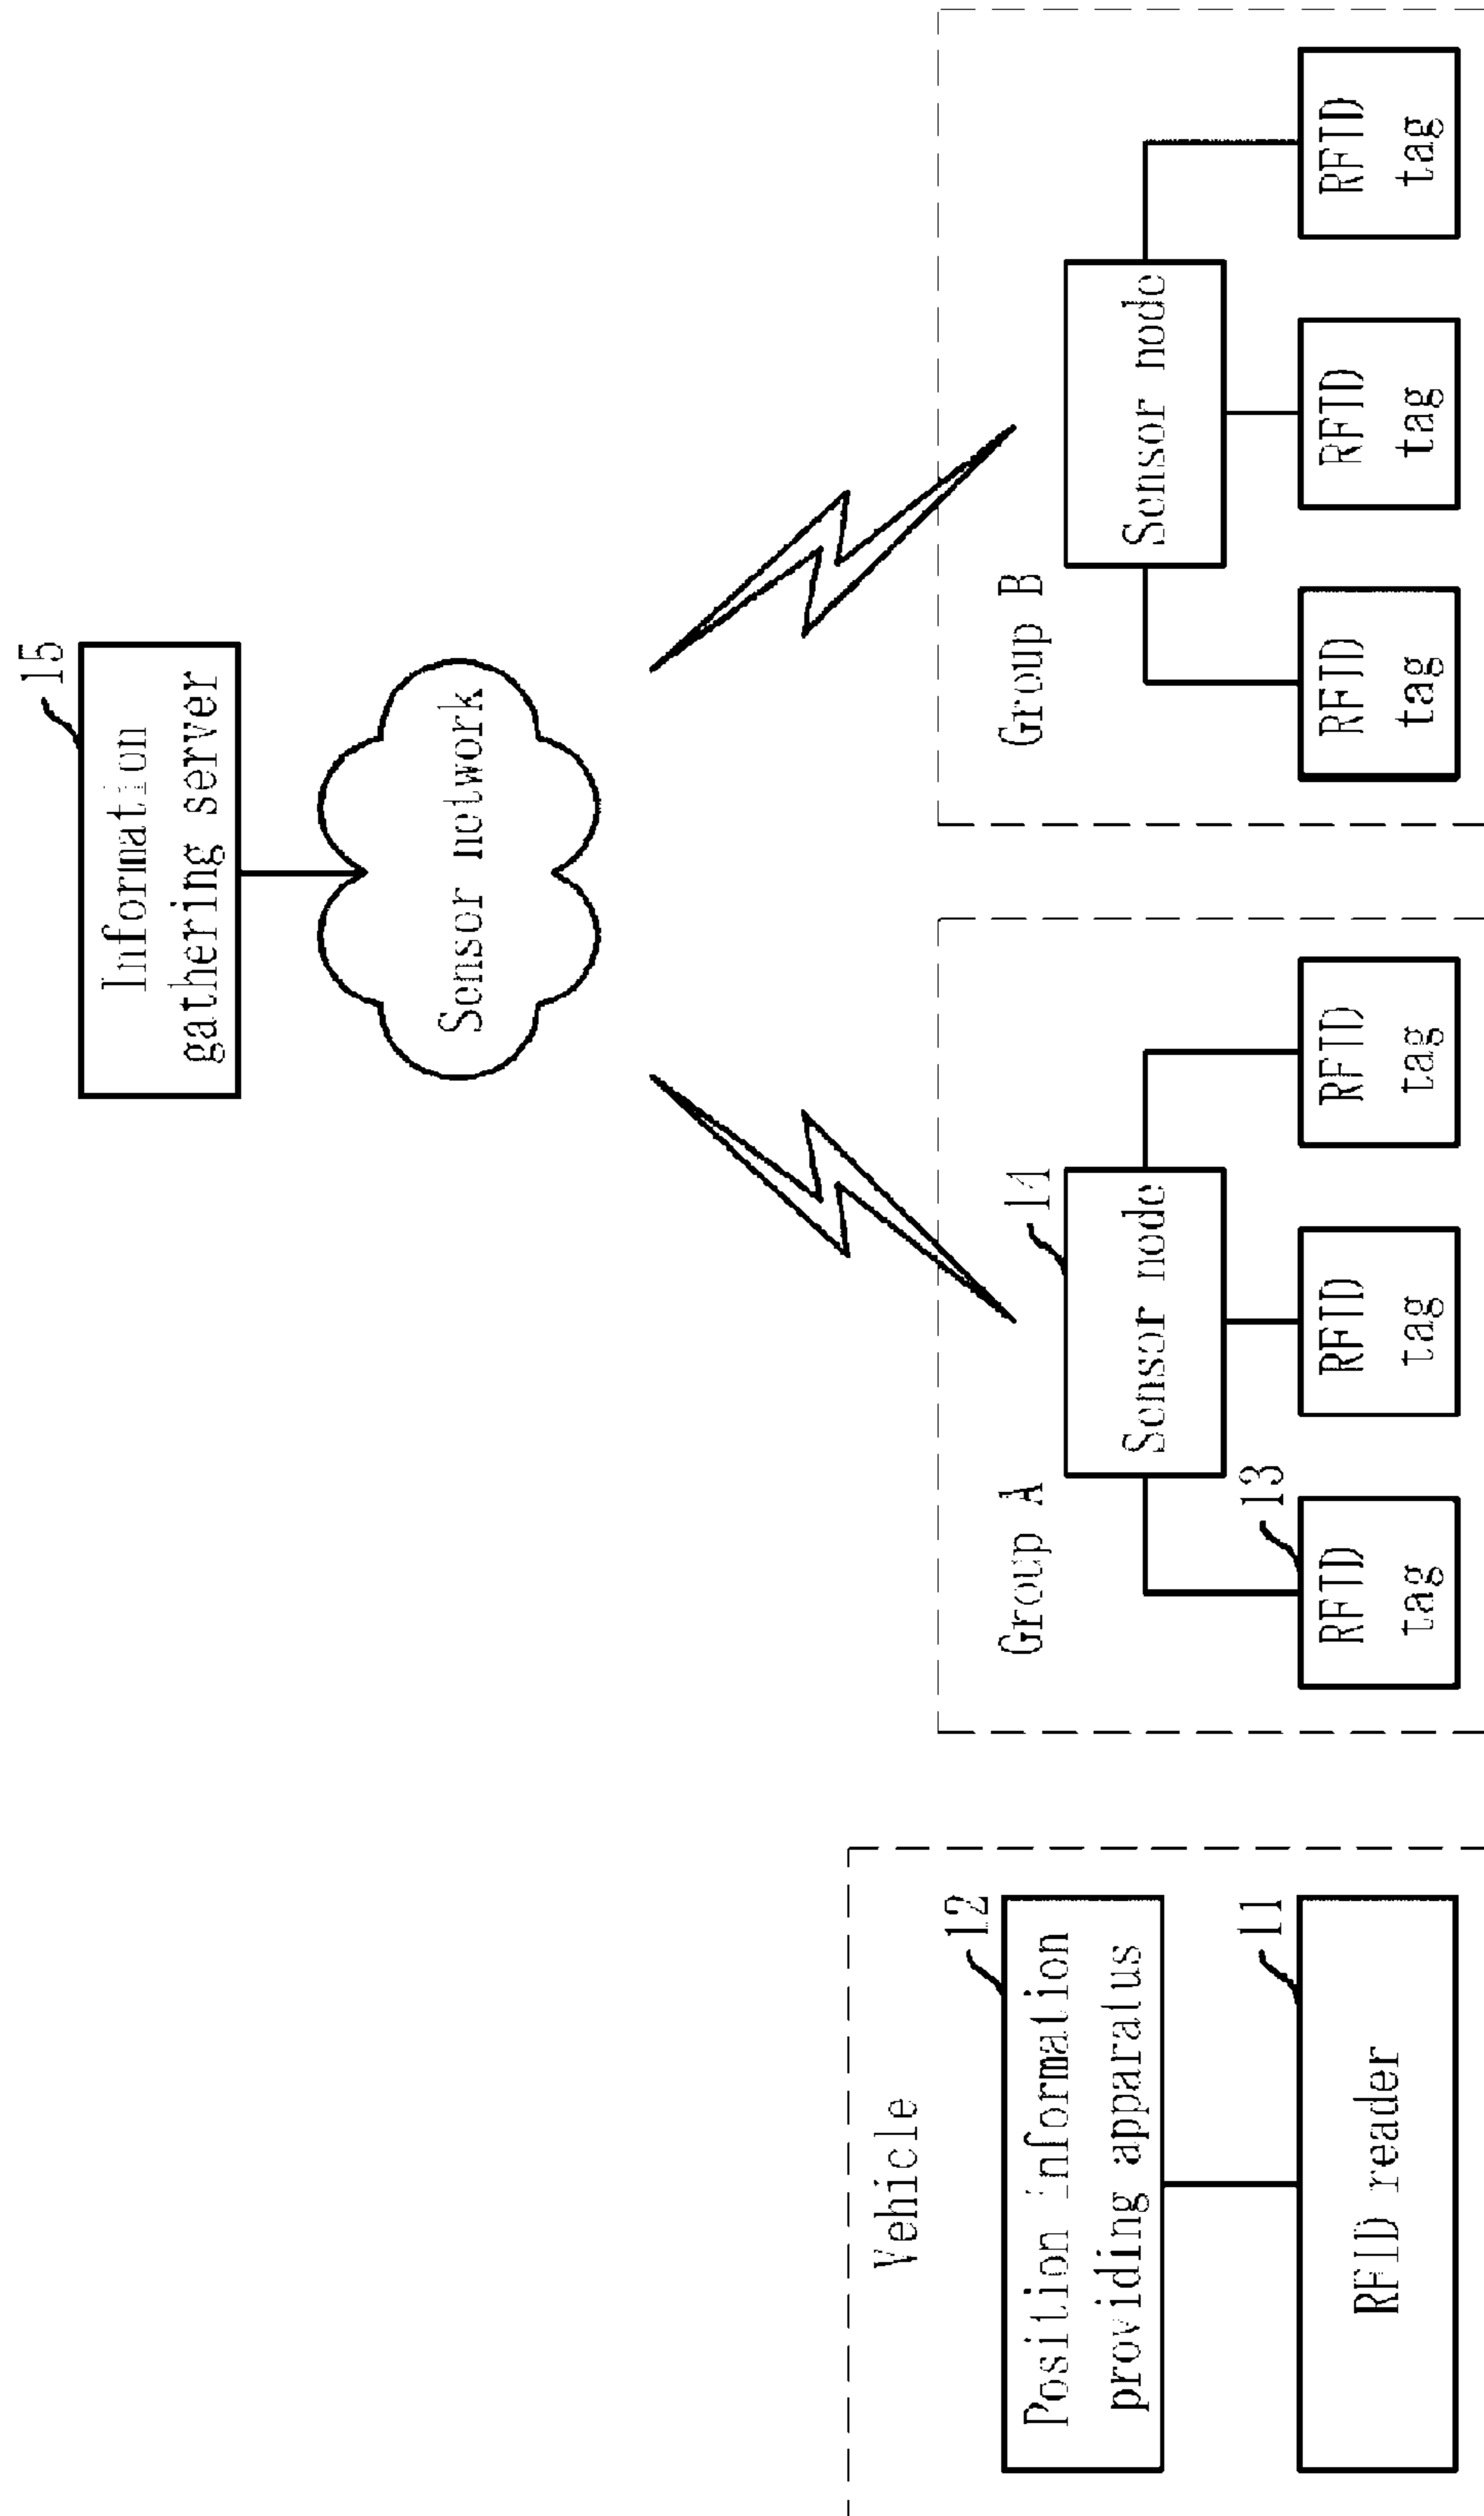 15
Information
gathering server
Sensor network
Vehicle
12
Position information
providing apparatus
11
RFID reader
Group A
14
Sensor node
13
RFID
tag
RFID
tag
RFID
tag
Group B
Sensor node
RFID
tag
RFID
tag
RFID
tag